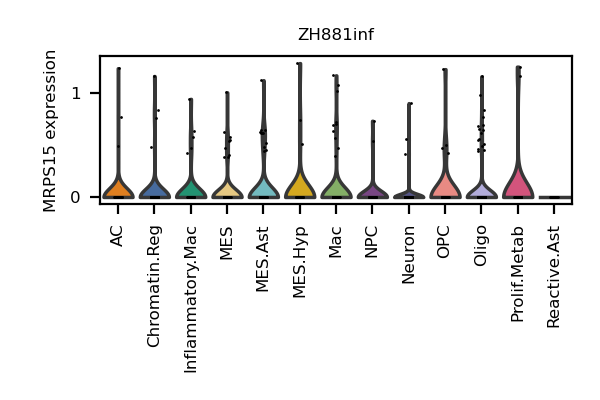 ZH881inf
MRPS15 expression
1
0
AC
Chromatin.Reg
Inflammatory.Mac
MES
MES.Ast
MES.Hyp
Mac
NPC
Neuron
OPC
Oligo
Prolif.Metab
Reactive.Ast